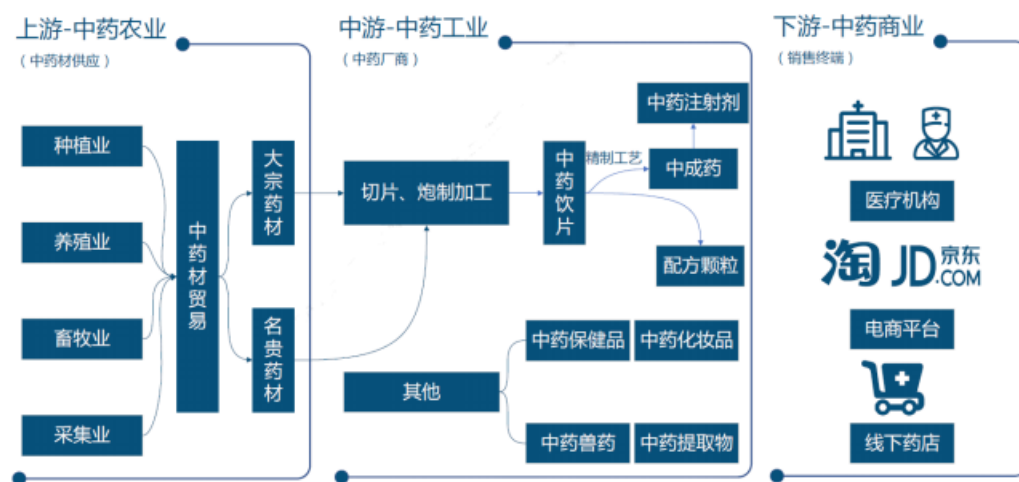 上游-中药农业
（中药材供应）
种植业
养殖业
畜牧业
采集业
中药材贸易
大宗药材
名贵药材
中游-中药工业
（中药厂商）
切片、炮制加工
中药饮片
精制工艺
中药注射剂
中成药
配方颗粒
其他
中药保健品
中药化妆品
中药兽药
中药提取物
下游-中药商业
（销售终端）
医疗机构
淘 JD 京东
.COM
电商平台
线下药店